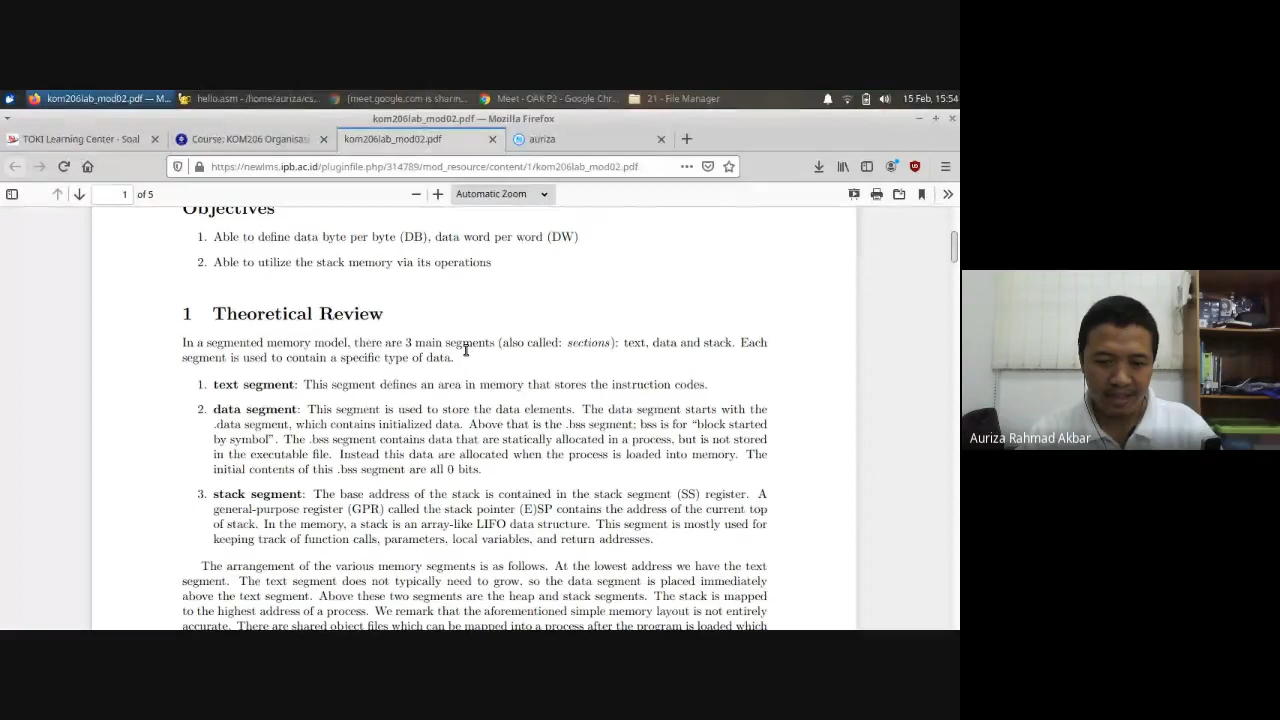 kom206lab_mod02.pdf — M...
hello.asm - /home/auriza/cs...
[meet.google.com is sharin...
Meet - OAK P2 - Google Chr...
21 - File Manager
15 Feb, 15:54
kom206lab_mod02.pdf — Mozilla Firefox
TOKI Learning Center - Soal
Course: KOM206 Organisasi
kom206lab_mod02.pdf
auriza
https://newlms.ipb.ac.id/pluginfile.php/314789/mod_resource/content/1/kom206lab_mod02.pdf
1 of 5
Automatic Zoom
Objectives
1. Able to define data byte per byte (DB), data word per word (DW)
2. Able to utilize the stack memory via its operations
1 Theoretical Review
In a segmented memory model, there are 3 main segments (also called: sections): text, data and stack. Each
segment is used to contain a specific type of data.
1. text segment: This segment defines an area in memory that stores the instruction codes.
2. data segment: This segment is used to store the data elements. The data segment starts with the
.data segment, which contains initialized data. Above that is the .bss segment; bss is for “block started
by symbol”. The .bss segment contains data that are statically allocated in a process, but is not stored
in the executable file. Instead this data are allocated when the process is loaded into memory. The
initial contents of this .bss segment are all 0 bits.
3. stack segment: The base address of the stack is contained in the stack segment (SS) register. A
general-purpose register (GPR) called the stack pointer (E)SP contains the address of the current top
of stack. In the memory, a stack is an array-like LIFO data structure. This segment is mostly used for
keeping track of function calls, parameters, local variables, and return addresses.
The arrangement of the various memory segments is as follows. At the lowest address we have the text
segment. The text segment does not typically need to grow, so the data segment is placed immediately
above the text segment. Above these two segments are the heap and stack segments. The stack is mapped
to the highest address of a process. We remark that the aforementioned simple memory layout is not entirely
accurate. There are shared object files which can be mapped into a process after the program is loaded which
Auriza Rahmad Akbar